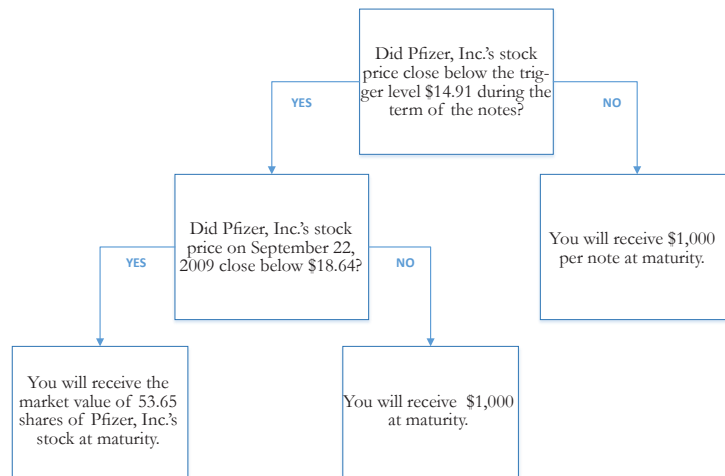 Did Pfizer, Inc.'s stock
price close below the trig-
ger level $14.91 during the
term of the notes?
YES
NO
Did Pfizer, Inc.'s stock
price on September 22,
2009 close below $18.64?
You will receive $1,000
per note at maturity.
YES
NO
You will receive the
market value of 53.65
shares of Pfizer, Inc.'s
stock at maturity.
You will receive $1,000
at maturity.